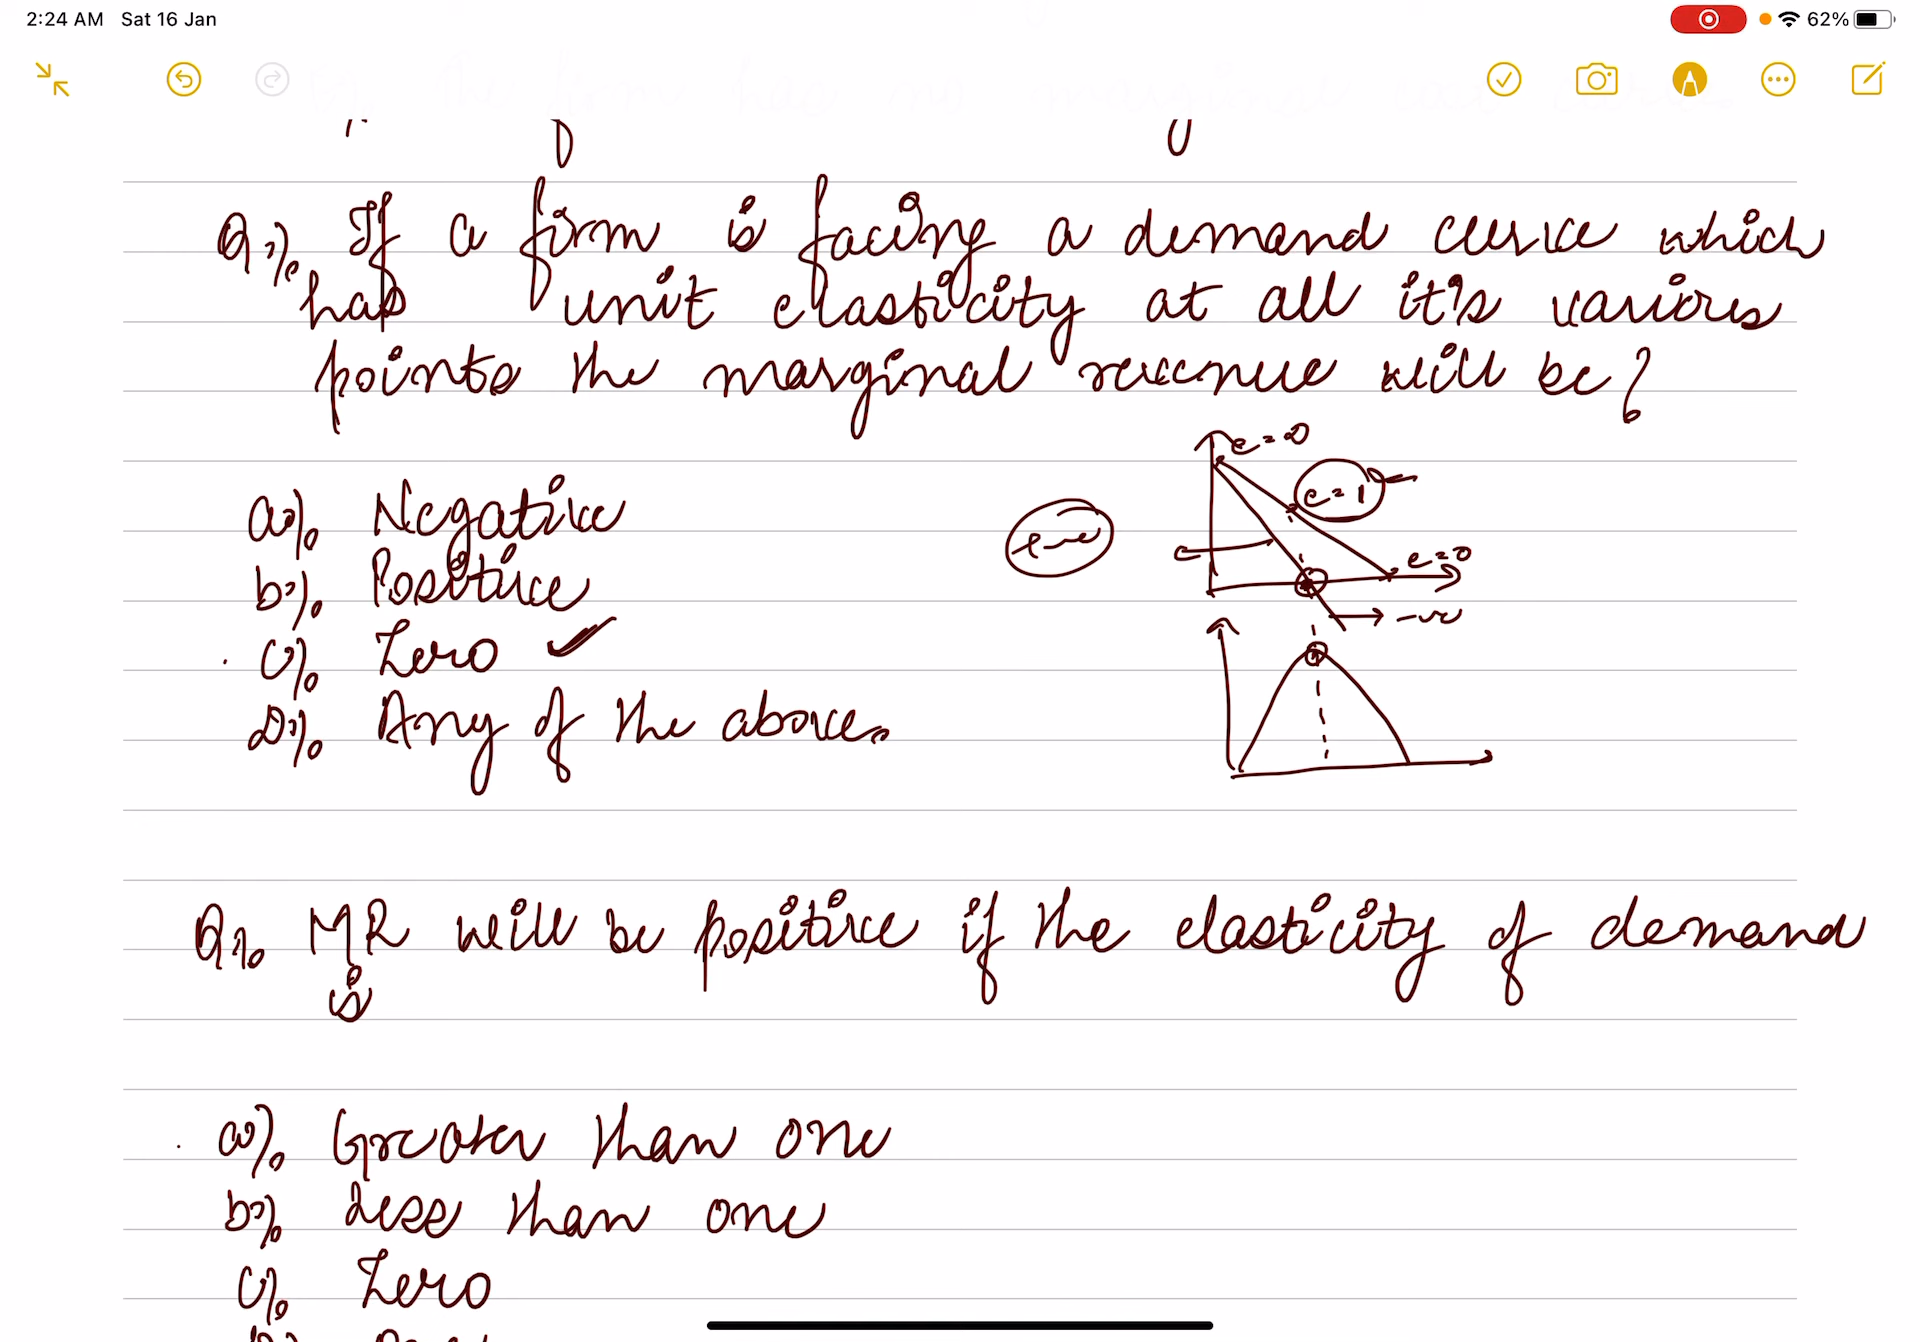 2:24 AM Sat 16 Jan
62%
Q. If a firm is facing a demand curve which
has unit elasticity at all it's various
points the marginal revenue will be?
e = ∞
e = 1
a). Negative
+ve
e = 0
b). Positive
-ve
c). Zero ✓
D). Any of the above.
Q. MR will be positive if the elasticity of demand
is
a). Greater than one
b). Less than one
c). Zero